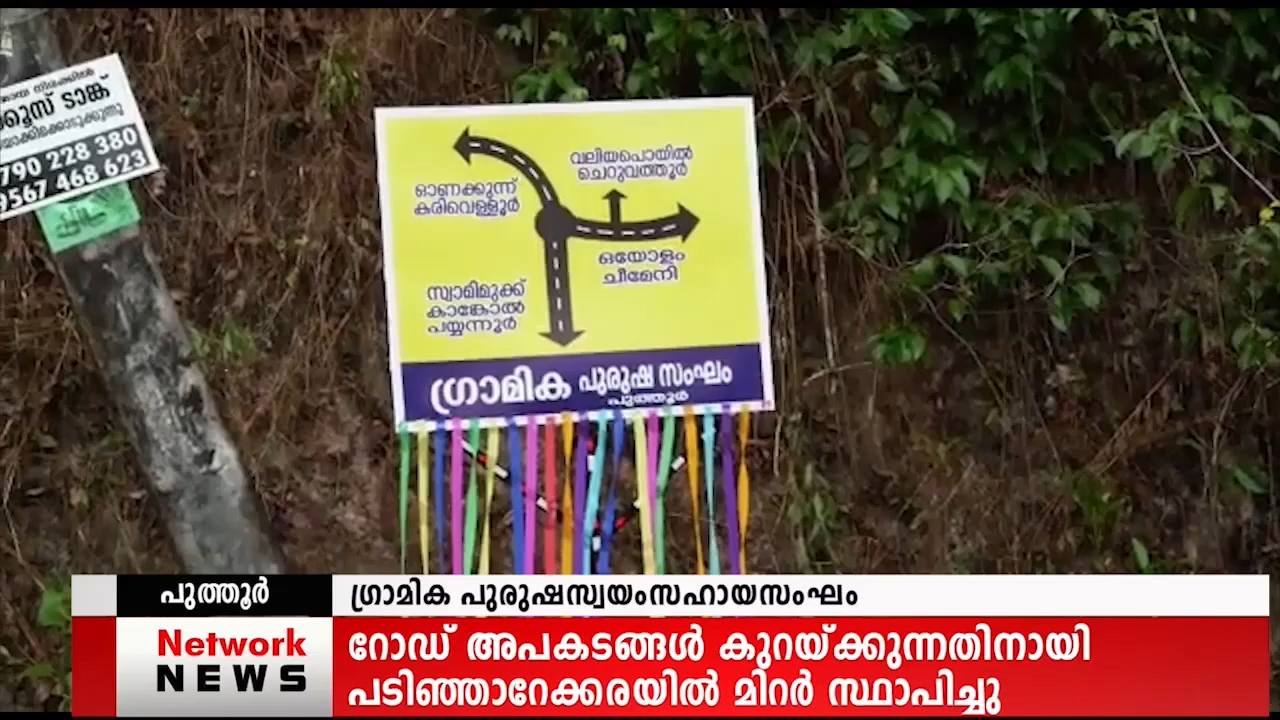 നിരക്കിൽ
ടാങ്ക്
790 228 380
9567 468 623
വലിയപൊയിൽ
ചെറുവത്തൂർ
ഓണക്കുന്ന്
കരിവെള്ളൂർ
ഒയോളം
ചീമേനി
സ്വാമിമുക്ക്
കാങ്കോൽ
പയ്യന്നൂർ
ഗ്രാമിക പുരുഷ സംഘം
പുത്തൂർ
പുത്തൂർ
ഗ്രാമിക പുരുഷസ്വയംസഹായസംഘം
Network
NEWS
റോഡ് അപകടങ്ങൾ കുറയ്ക്കുന്നതിനായി
പടിഞ്ഞാറേക്കരയിൽ മിറർ സ്ഥാപിച്ചു